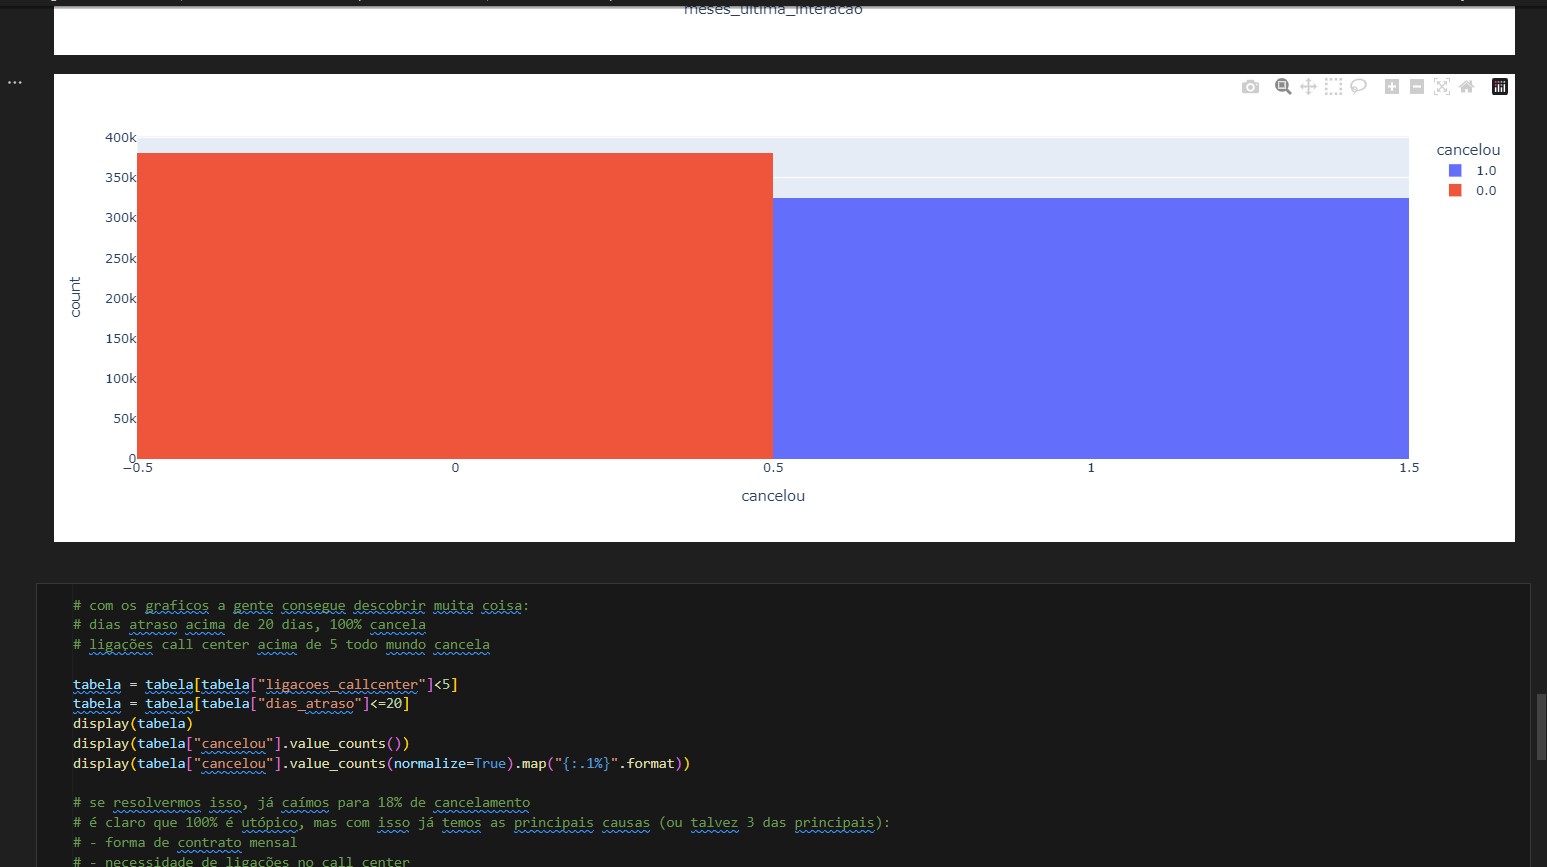 meses_ultima_interacao
...
400k
350k
300k
250k
200k
150k
100k
50k
0
count
−0.5
0
0.5
1
1.5
cancelou
cancelou
1.0
0.0
# com os graficos a gente consegue descobrir muita coisa:
# dias atraso acima de 20 dias, 100% cancela
# ligações call center acima de 5 todo mundo cancela
tabela = tabela[tabela["ligacoes_callcenter"]<5]
tabela = tabela[tabela["dias_atraso"]<=20]
display(tabela)
display(tabela["cancelou"].value_counts())
display(tabela["cancelou"].value_counts(normalize=True).map("{:.1%}".format))
# se resolvermos isso, já caímos para 18% de cancelamento
# é claro que 100% é utópico, mas com isso já temos as principais causas (ou talvez 3 das principais):
# - forma de contrato mensal
# - necessidade de ligações no call center